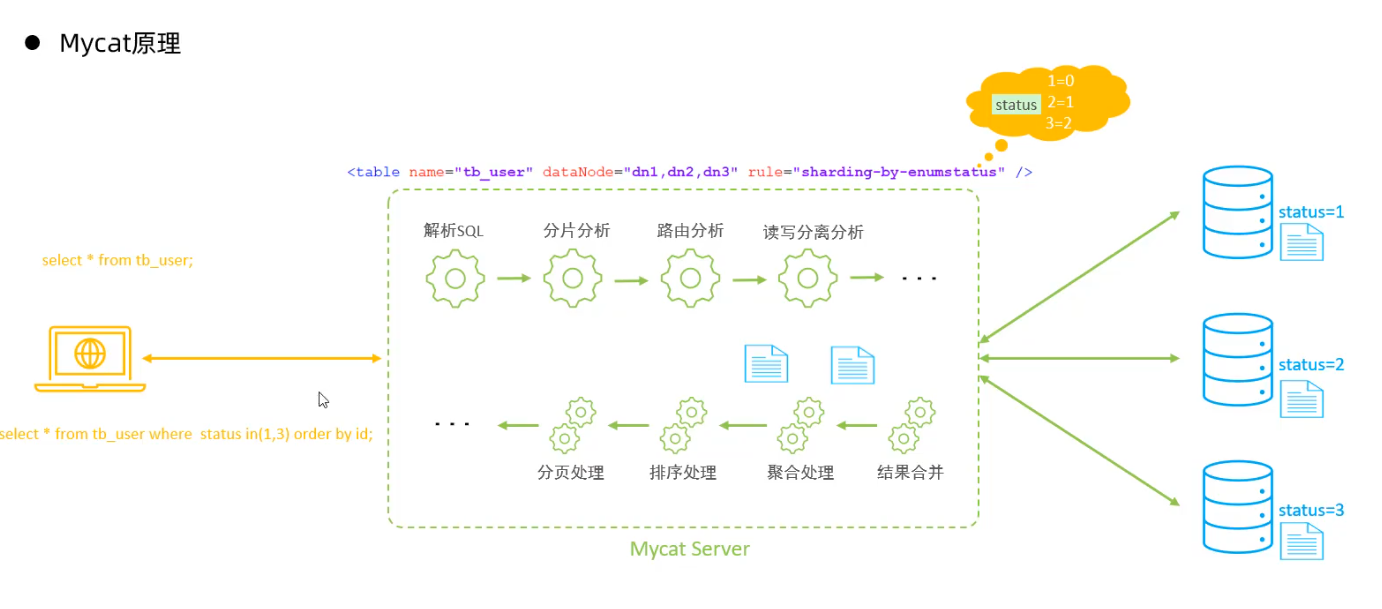 ● Mycat原理
1=0
status 2=1
3=2
<table name="tb_user" dataNode="dn1,dn2,dn3" rule="sharding-by-enumstatus" />
解析SQL 分片分析 路由分析 读写分离分析
status=1
select * from tb_user;
. . .
status=2
select * from tb_user where status in(1,3) order by id;
. . .
分页处理 排序处理 聚合处理 结果合并
status=3
Mycat Server